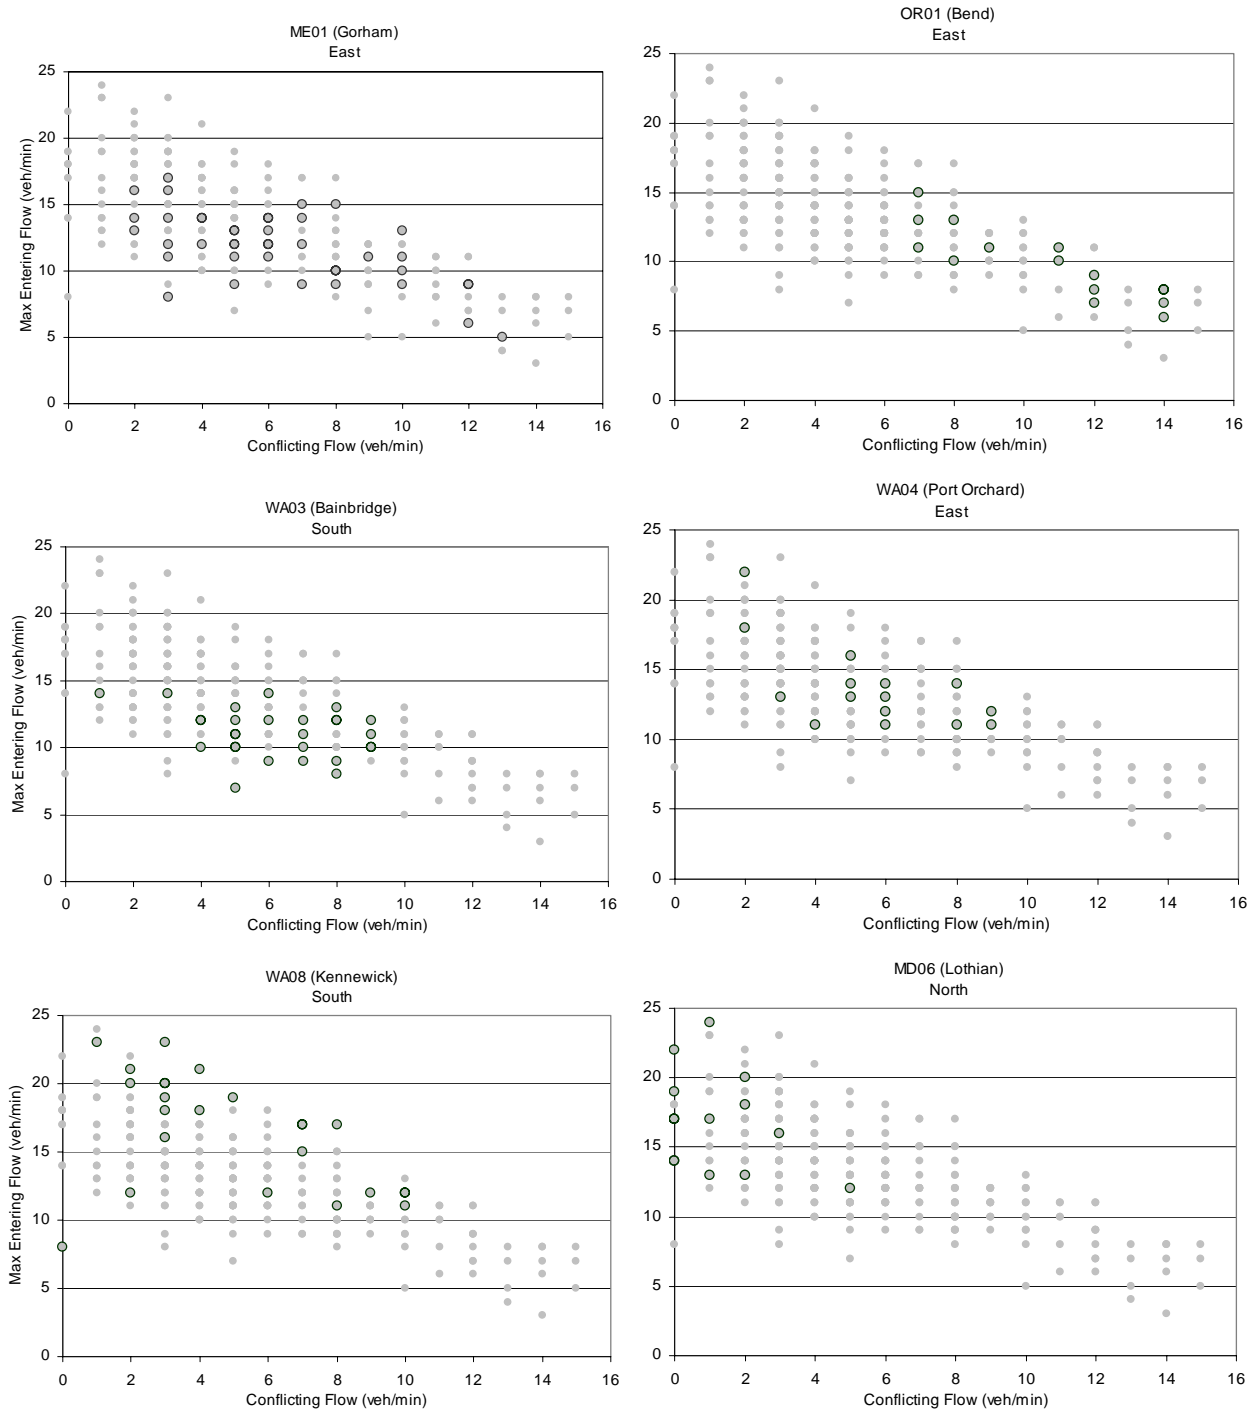 ME01 (Gorham)
East
25
20
15
10
5
0
0 2 4 6 8 10 12 14 16
Max Entering Flow (veh/min)
Conflicting Flow (veh/min)
OR01 (Bend)
East
25
20
15
10
5
0
0 2 4 6 8 10 12 14 16
Conflicting Flow (veh/min)
WA03 (Bainbridge)
South
25
20
15
10
5
0
0 2 4 6 8 10 12 14 16
Max Entering Flow (veh/min)
Conflicting Flow (veh/min)
WA04 (Port Orchard)
East
25
20
15
10
5
0
0 2 4 6 8 10 12 14 16
Conflicting Flow (veh/min)
WA08 (Kennewick)
South
25
20
15
10
5
0
0 2 4 6 8 10 12 14 16
Max Entering Flow (veh/min)
Conflicting Flow (veh/min)
MD06 (Lothian)
North
25
20
15
10
5
0
0 2 4 6 8 10 12 14 16
Conflicting Flow (veh/min)